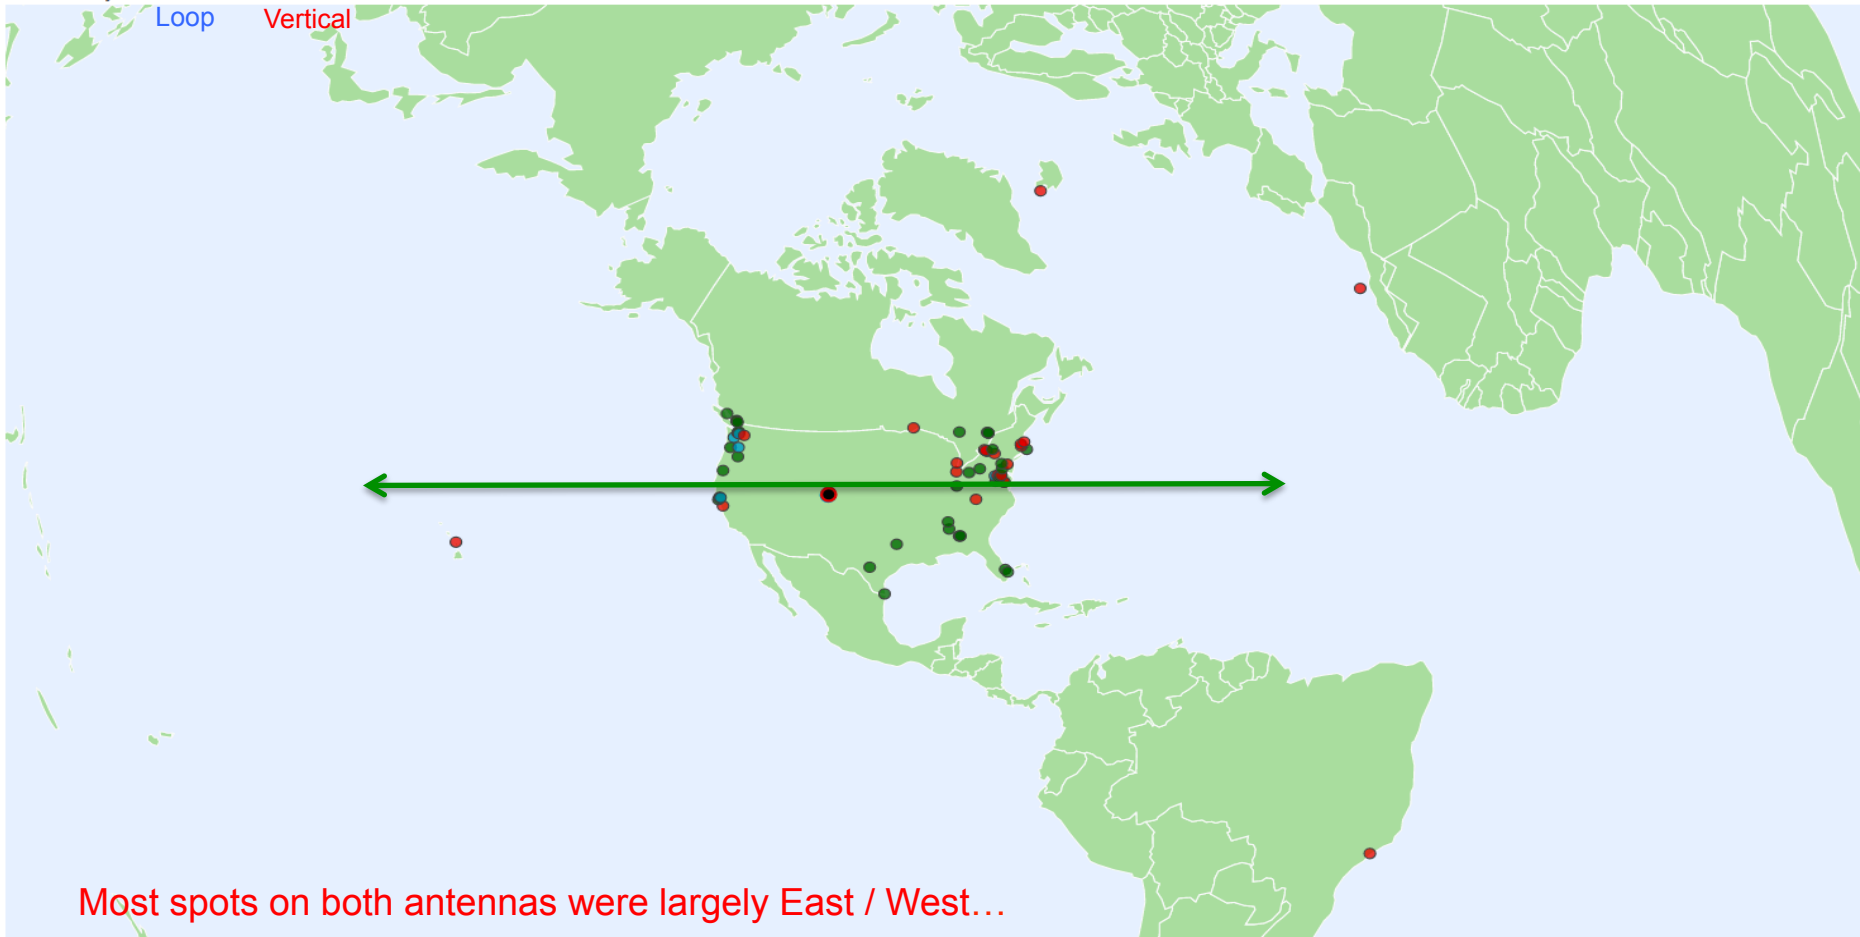 Loop Vertical
Most spots on both antennas were largely East / West…